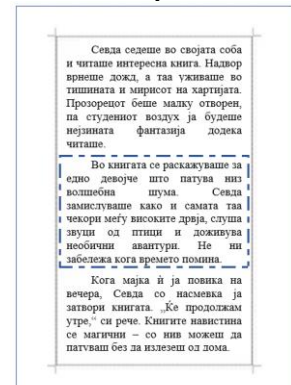 Севда седеше во својата соба
и читаше интересна книга. Надвор
врнеше дожд, а таа уживаше во
тишината и мирисот на хартијата.
Прозорецот беше малку отворен,
па студениот воздух ја будеше
нејзината фантазија додека
читаше.
Во книгата се раскажуваше за
едно девојче што патува низ
волшебна шума. Севда
замислуваше како и самата таа
чекори меѓу високите дрвја, слуша
звуци од птици и доживува
необични авантури. Не ни
забележа кога времето помина.
Кога мајка ѝ ја повика на
вечера, Севда со насмевка ја
затвори книгата. „Ќе продолжам
утре,“ си рече. Книгите навистина
се магични – со нив можеш да
патуваш без да излезеш од дома.